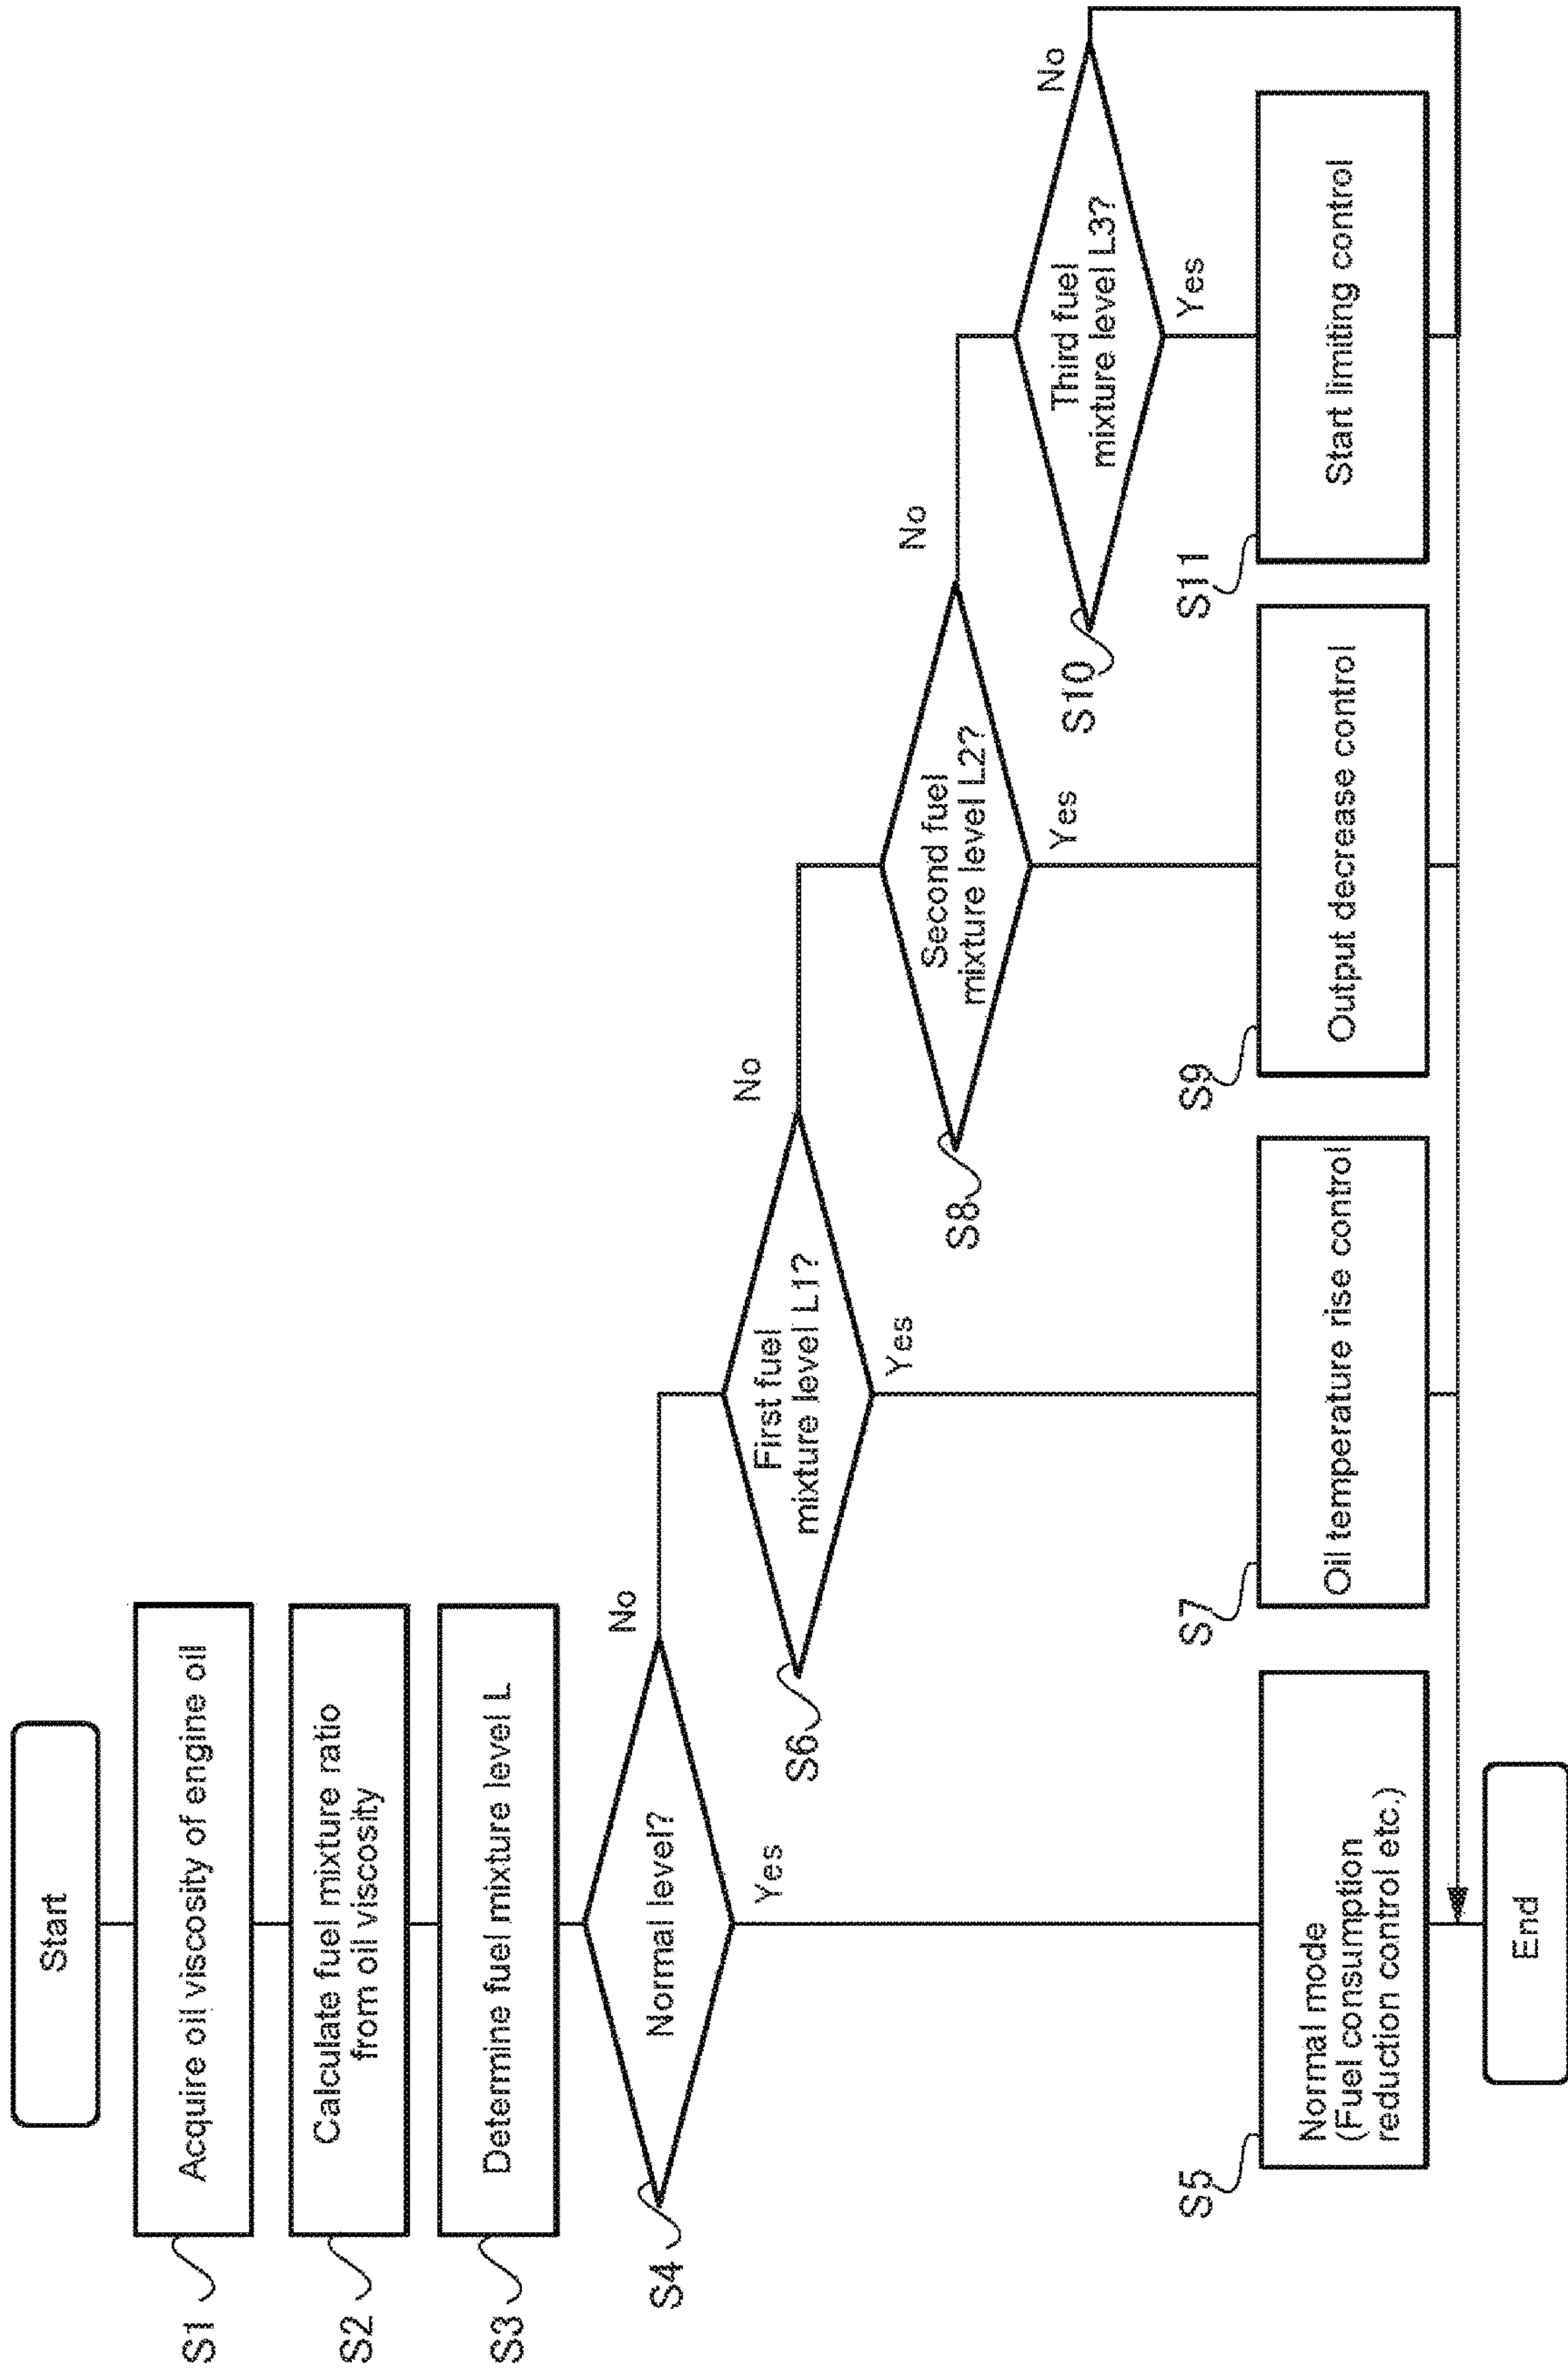 Start
S1
Acquire oil viscosity of engine oil
S2
Calculate fuel mixture ratio
from oil viscosity
S3
Determine fuel mixture level L
S4
Normal level?
No
Yes
S5
Normal mode
(Fuel consumption
reduction control etc.)
S6
First fuel
mixture level L1?
No
Yes
S7
Oil temperature rise control
S8
Second fuel
mixture level L2?
No
Yes
S9
Output decrease control
S10
Third fuel
mixture level L3?
No
Yes
S11
Start limiting control
End